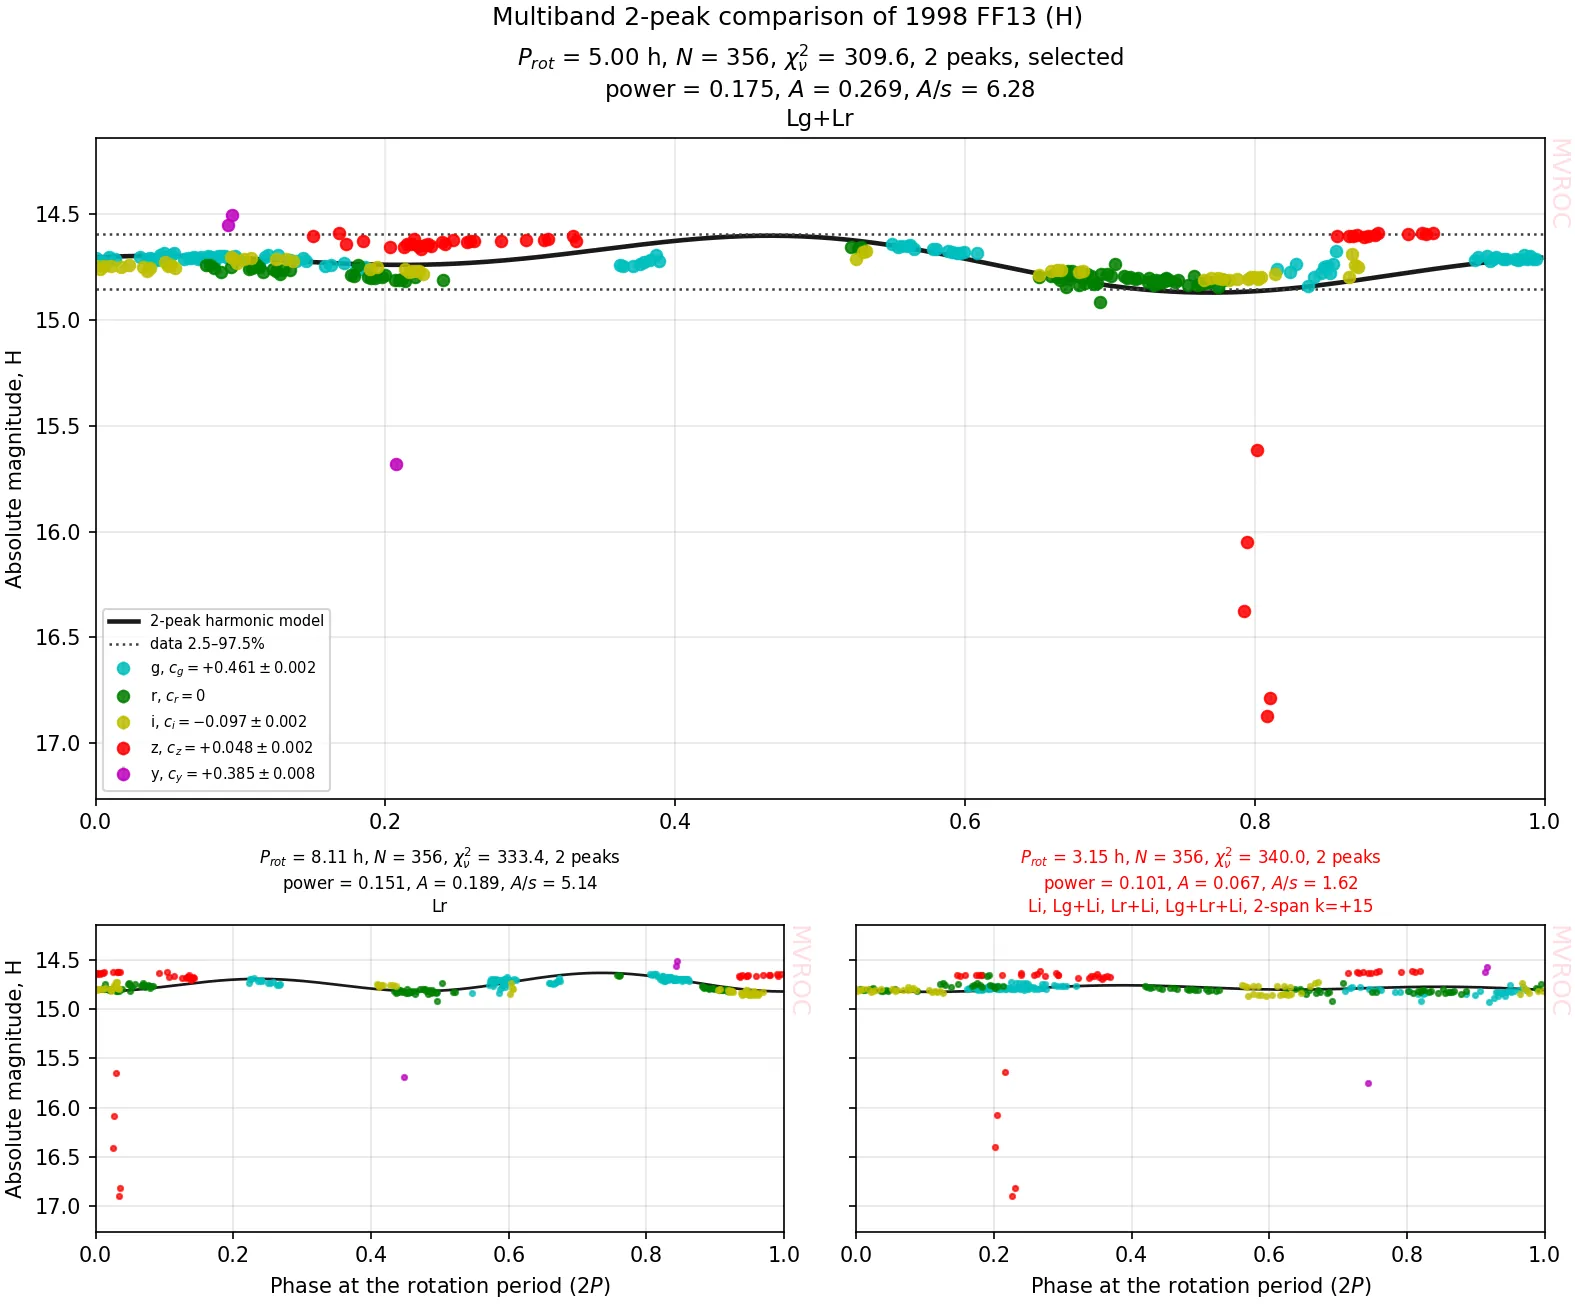 Multiband 2-peak comparison of 1998 FF13 (H)
P_rot = 5.00 h, N = 356, χ²_ν = 309.6, 2 peaks, selected
power = 0.175, A = 0.269, A/s = 6.28
Lg+Lr
MVROC
Absolute magnitude, H
14.5
15.0
15.5
16.0
16.5
17.0
2-peak harmonic model
data 2.5–97.5%
g, c_g = +0.461 ± 0.002
r, c_r = 0
i, c_i = −0.097 ± 0.002
z, c_z = +0.048 ± 0.002
y, c_y = +0.385 ± 0.008
0.0 0.2 0.4 0.6 0.8 1.0
P_rot = 8.11 h, N = 356, χ²_ν = 333.4, 2 peaks
power = 0.151, A = 0.189, A/s = 5.14
Lr
MVROC
Absolute magnitude, H
14.5
15.0
15.5
16.0
16.5
17.0
0.0 0.2 0.4 0.6 0.8 1.0
Phase at the rotation period (2P)
P_rot = 3.15 h, N = 356, χ²_ν = 340.0, 2 peaks
power = 0.101, A = 0.067, A/s = 1.62
Li, Lg+Li, Lr+Li, Lg+Lr+Li, 2-span k=+15
MVROC
0.0 0.2 0.4 0.6 0.8 1.0
Phase at the rotation period (2P)